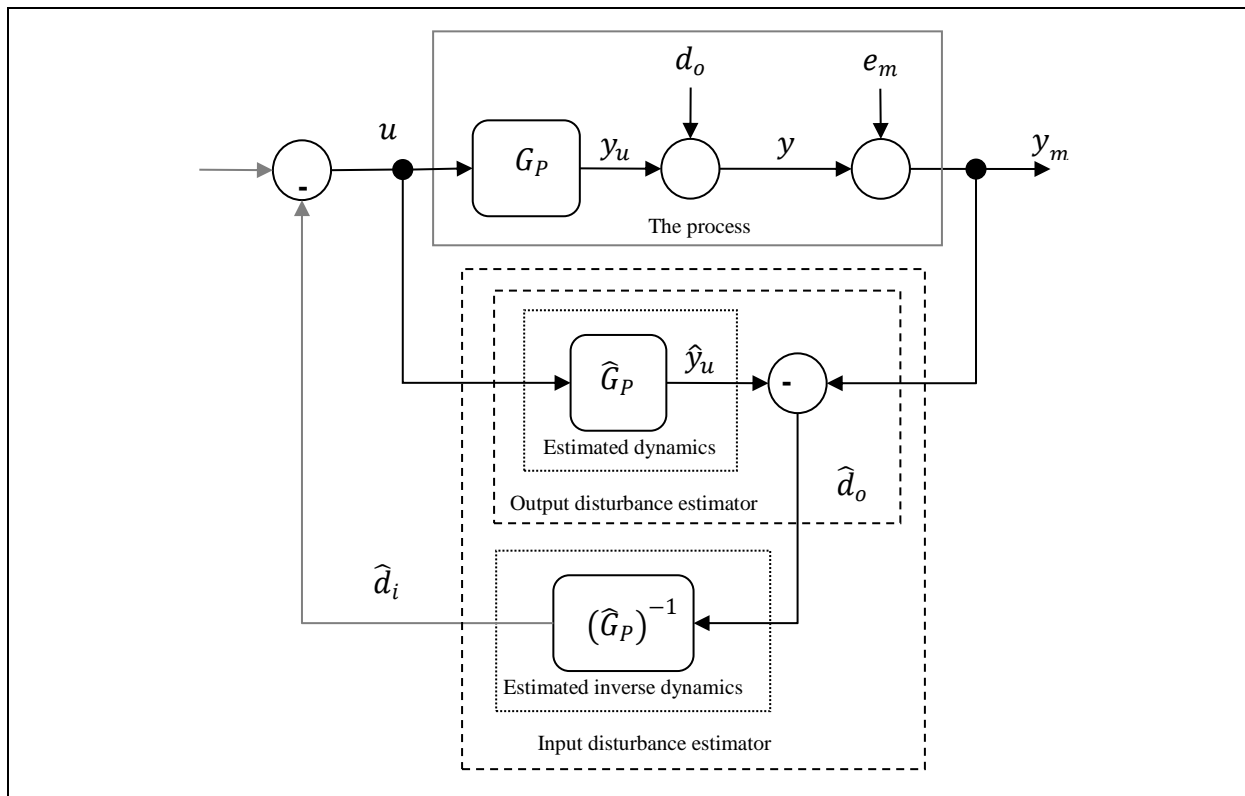 d_o
e_m
u
G_P
y_u
y
y_m
-
The process
Ĝ_P
ŷ_u
-
Estimated dynamics
Output disturbance estimator
d̂_o
d̂_i
(Ĝ_P)^{-1}
Estimated inverse dynamics
Input disturbance estimator